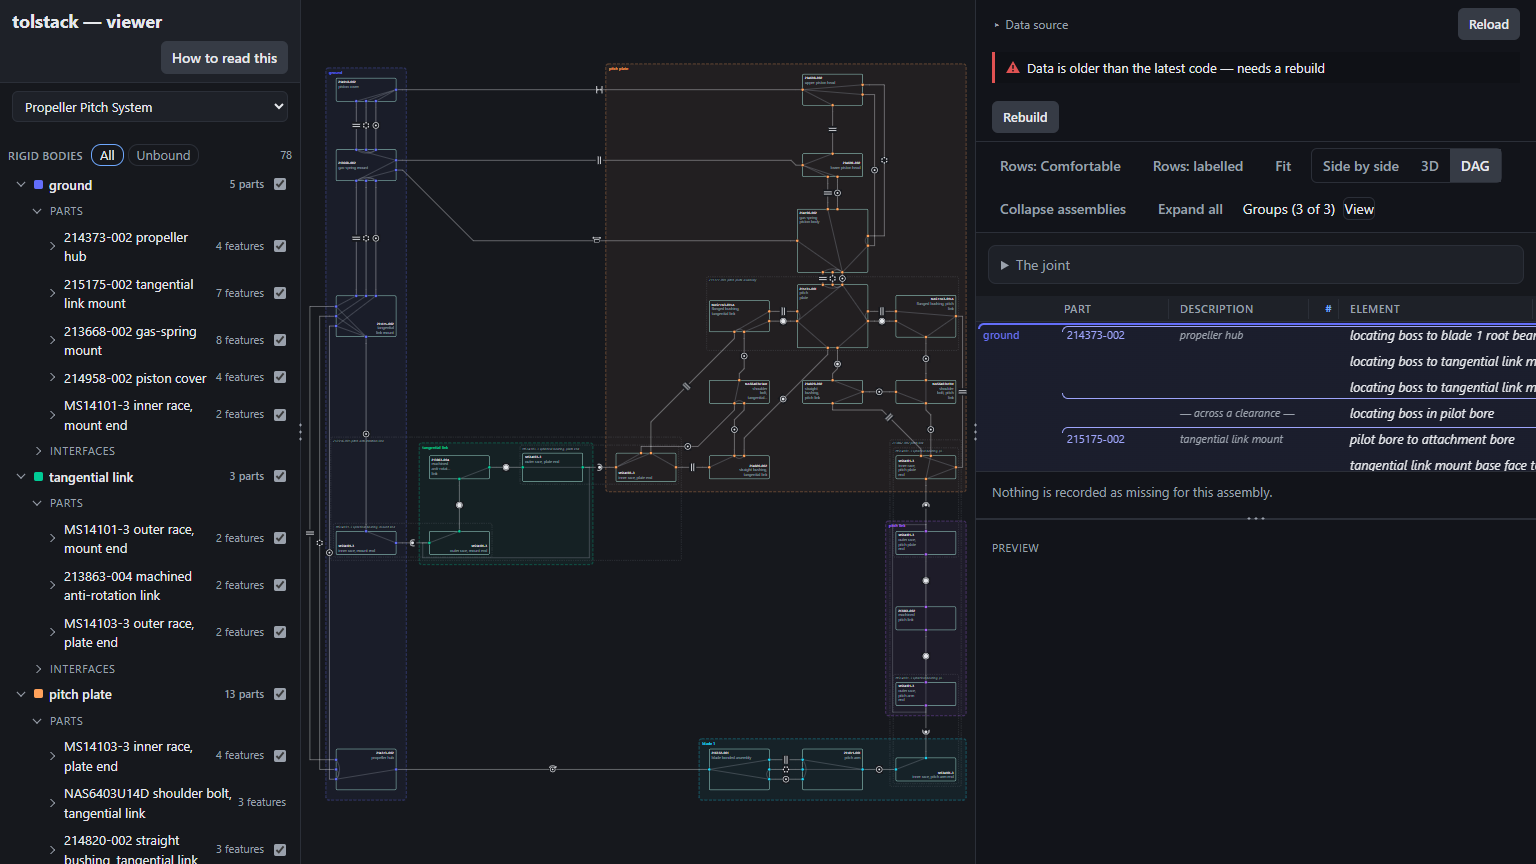 tolstack — viewer
How to read this
Propeller Pitch System
RIGID BODIES All Unbound 78
ground 5 parts
PARTS
214373-002 propeller hub 4 features
215175-002 tangential link mount 7 features
213668-002 gas-spring mount 8 features
214958-002 piston cover 4 features
MS14101-3 inner race, mount end 2 features
INTERFACES
tangential link 3 parts
PARTS
MS14101-3 outer race, mount end 2 features
213863-004 machined anti-rotation link 2 features
MS14103-3 outer race, plate end 2 features
INTERFACES
pitch plate 13 parts
PARTS
MS14103-3 inner race, plate end 4 features
NAS6403U14D shoulder bolt, tangential link 3 features
214820-002 straight bushing, tangential link 3 features
ground
pitch plate
tangential link
pitch link
blade 1
Data source
Reload
Data is older than the latest code — needs a rebuild
Rebuild
Rows: Comfortable Rows: labelled Fit Side by side 3D DAG
Collapse assemblies Expand all Groups (3 of 3) View
The joint
PART DESCRIPTION # ELEMENT
ground 214373-002 propeller hub locating boss to blade 1 root bear
locating boss to tangential link m
locating boss to tangential link m
— across a clearance — locating boss in pilot bore
215175-002 tangential link mount pilot bore to attachment bore
tangential link mount base face t
Nothing is recorded as missing for this assembly.
PREVIEW